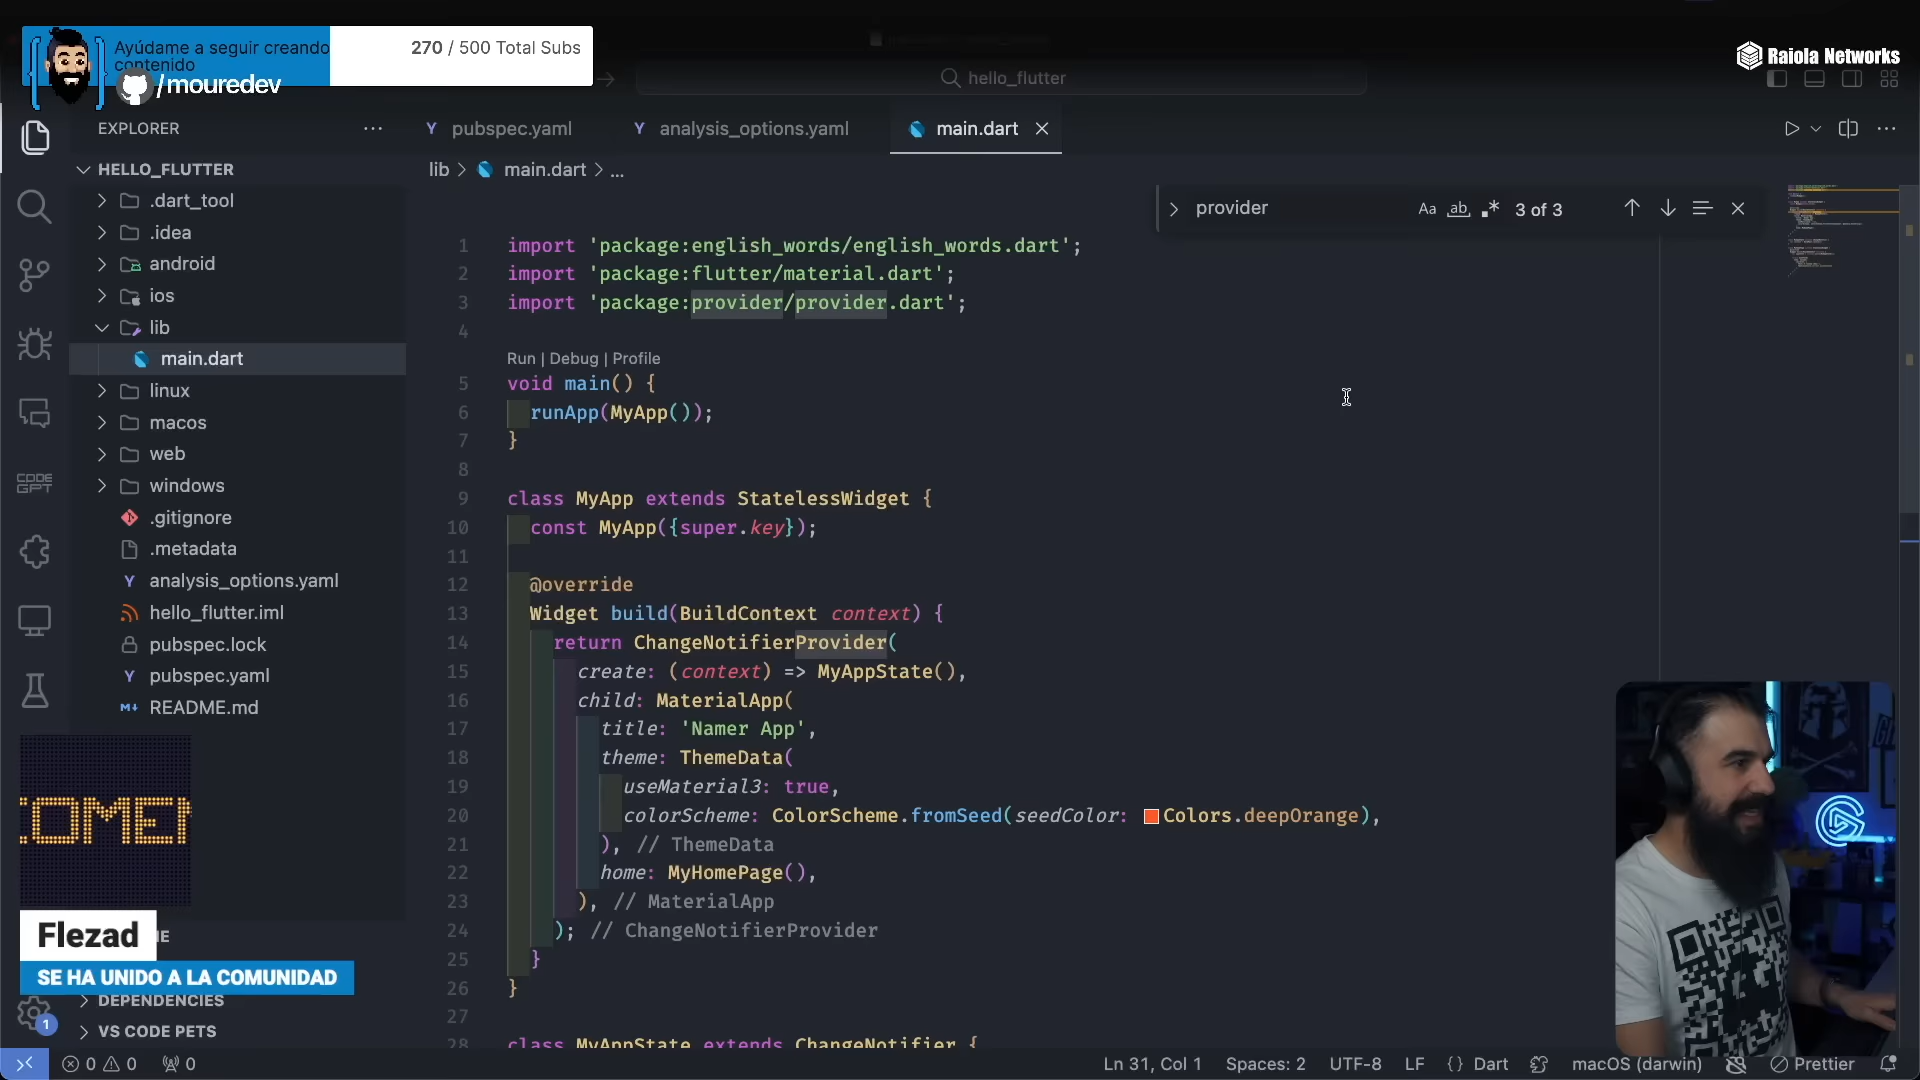 Ayúdame a seguir creando
contenido
270 / 500 Total Subs
/mouredev
hello_flutter
Raiola Networks
EXPLORER
pubspec.yaml
analysis_options.yaml
main.dart
HELLO_FLUTTER
lib > main.dart > ...
.dart_tool
.idea
android
ios
lib
main.dart
linux
macos
web
windows
.gitignore
.metadata
analysis_options.yaml
hello_flutter.iml
pubspec.lock
pubspec.yaml
README.md
provider
Aa
ab
3 of 3
1 import 'package:english_words/english_words.dart';
2 import 'package:flutter/material.dart';
3 import 'package:provider/provider.dart';
4
Run | Debug | Profile
5 void main() {
6 runApp(MyApp());
7 }
8
9 class MyApp extends StatelessWidget {
10 const MyApp({super.key});
11
12 @override
13 Widget build(BuildContext context) {
14 return ChangeNotifierProvider(
15 create: (context) => MyAppState(),
16 child: MaterialApp(
17 title: 'Namer App',
18 theme: ThemeData(
19 useMaterial3: true,
20 colorScheme: ColorScheme.fromSeed(seedColor: Colors.deepOrange),
21 ), // ThemeData
22 home: MyHomePage(),
23 ), // MaterialApp
24 ); // ChangeNotifierProvider
25 }
26 }
27
28 class MyAppState extends ChangeNotifier {
CODE
GPT
Flezad
SE HA UNIDO A LA COMUNIDAD
DEPENDENCIES
VS CODE PETS
1
0 0 0
Ln 31, Col 1 Spaces: 2 UTF-8 LF {} Dart macOS (darwin) Prettier